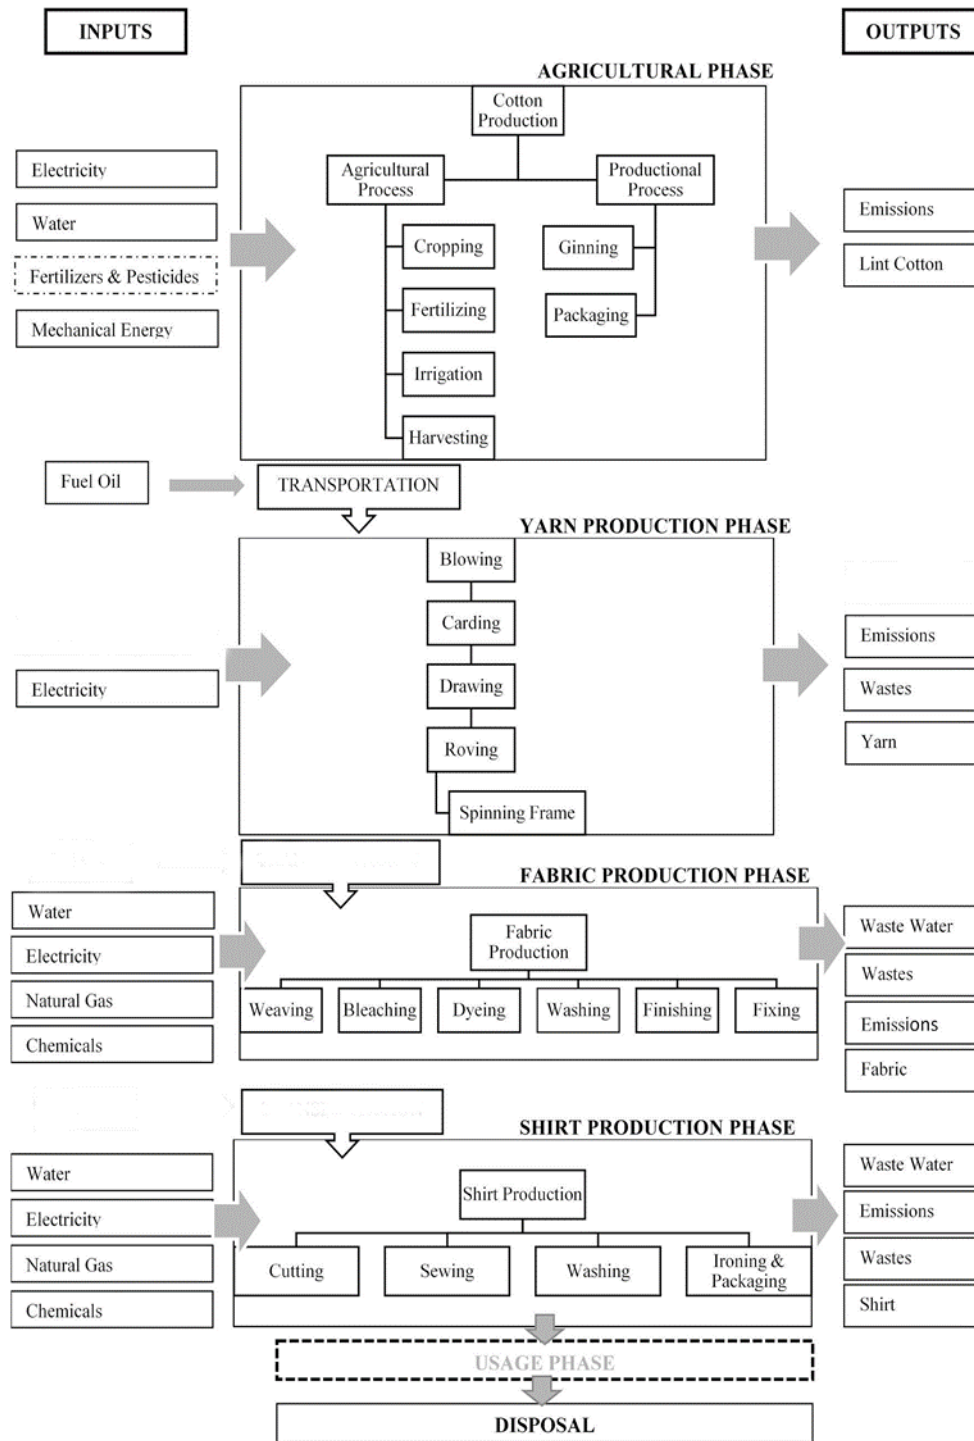 INPUTS
OUTPUTS
AGRICULTURAL PHASE
Cotton
Production
Agricultural
Process
Productional
Process
Electricity
Water
Fertilizers & Pesticides
Mechanical Energy
Cropping
Fertilizing
Irrigation
Harvesting
Ginning
Packaging
Emissions
Lint Cotton
Fuel Oil
TRANSPORTATION
YARN PRODUCTION PHASE
Blowing
Carding
Drawing
Roving
Spinning Frame
Electricity
Emissions
Wastes
Yarn
FABRIC PRODUCTION PHASE
Water
Electricity
Natural Gas
Chemicals
Fabric
Production
Weaving
Bleaching
Dyeing
Washing
Finishing
Fixing
Waste Water
Wastes
Emissions
Fabric
SHIRT PRODUCTION PHASE
Water
Electricity
Natural Gas
Chemicals
Shirt Production
Cutting
Sewing
Washing
Ironing &
Packaging
Waste Water
Emissions
Wastes
Shirt
USAGE PHASE
DISPOSAL